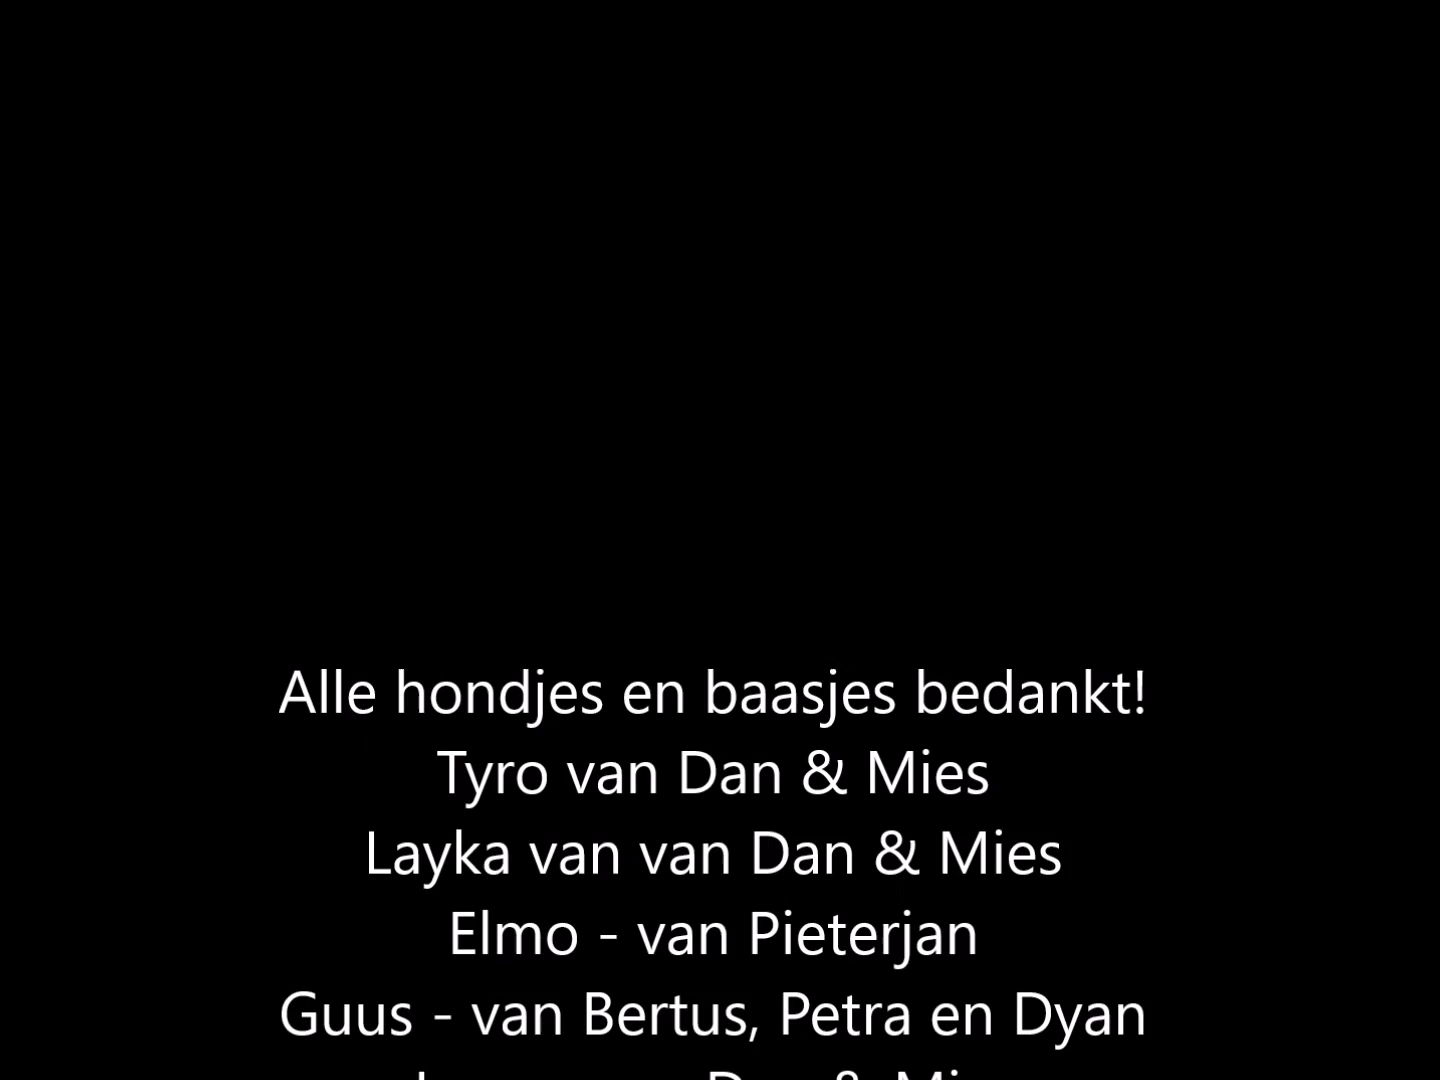 Alle hondjes en baasjes bedankt!
Tyro van Dan & Mies
Layka van van Dan & Mies
Elmo - van Pieterjan
Guus - van Bertus, Petra en Dyan